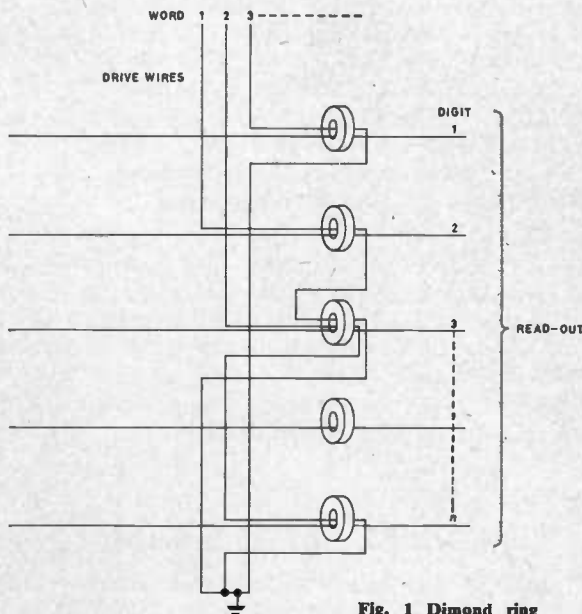 WORD 1 2 3
DRIVE WIRES
DIGIT
1
2
3
READ-OUT
n
Fig. 1 Dimond ring